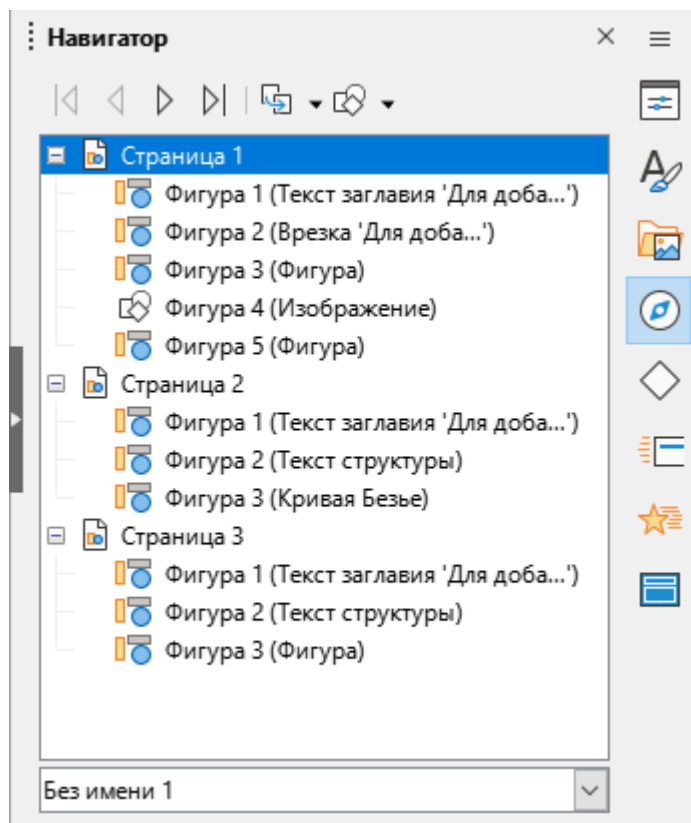 Навигатор
Страница 1
Фигура 1 (Текст заглавия 'Для доба...')
Фигура 2 (Врезка 'Для доба...')
Фигура 3 (Фигура)
Фигура 4 (Изображение)
Фигура 5 (Фигура)
Страница 2
Фигура 1 (Текст заглавия 'Для доба...')
Фигура 2 (Текст структуры)
Фигура 3 (Кривая Безье)
Страница 3
Фигура 1 (Текст заглавия 'Для доба...')
Фигура 2 (Текст структуры)
Фигура 3 (Фигура)
Без имени 1